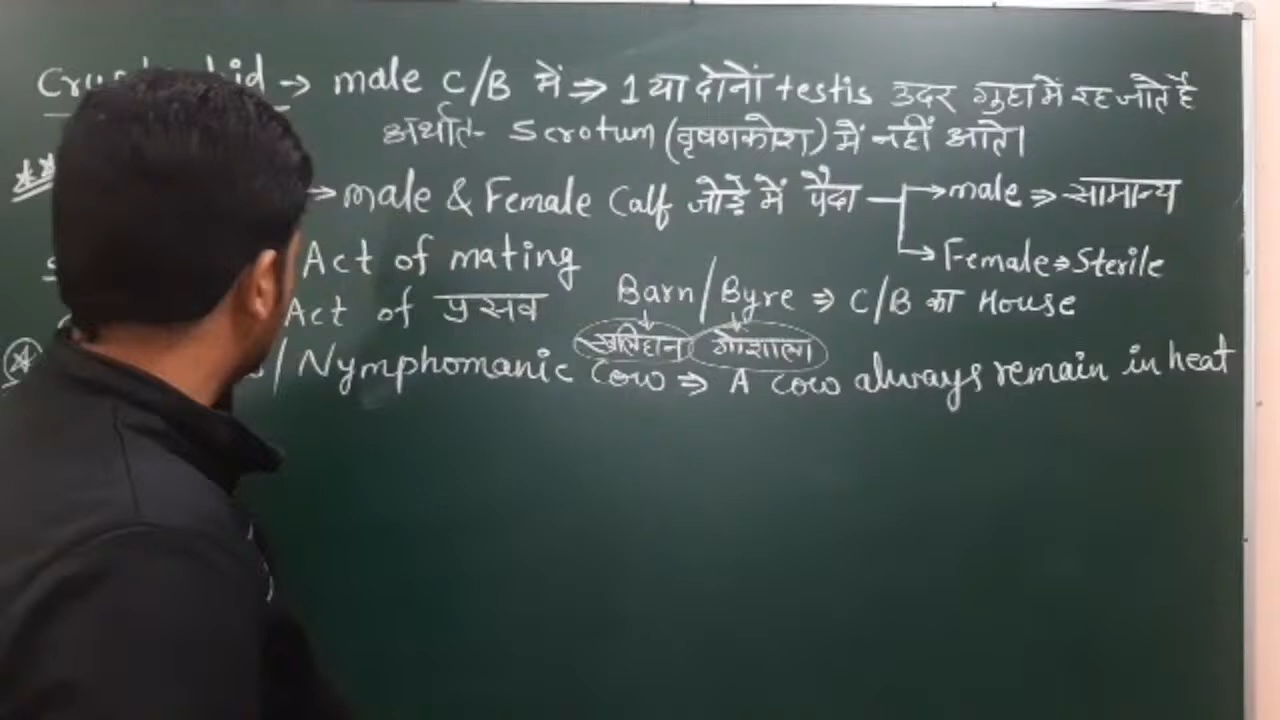 → male C/B में ⇒ 1 या दोनों testis उदर गुहा में रह जाते है
अर्थात- Scrotum (वृषणकोश) में नहीं आते।
→ male & Female Calf जोड़े में पैदा → male ⇒ सामान्य
→ Female ⇒ Sterile
Act of mating
Barn/Byre ⇒ C/B का House
Act of प्रसव
खलिहान गौशाला
/Nymphomanic Cow ⇒ A cow always remain in heat